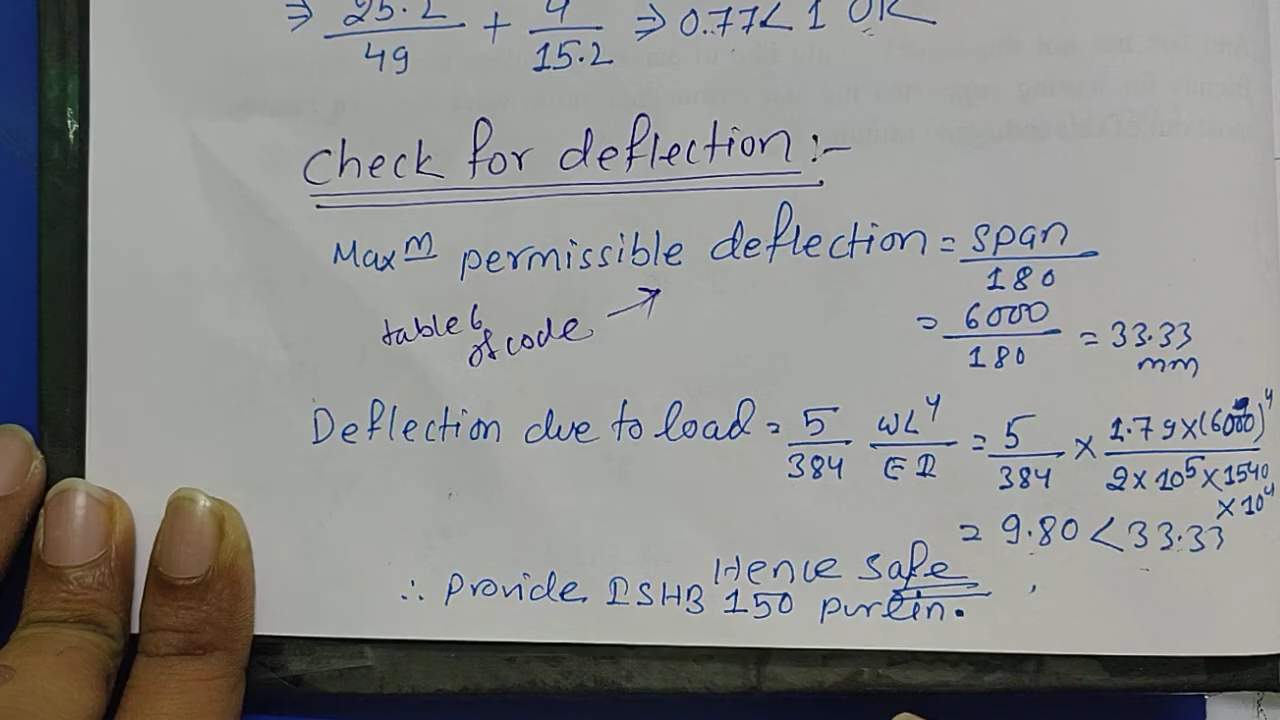 ⇒ 25.2/49 + 4/15.2 ⇒ 0.77 < 1 OK
Check for deflection :-
Maxᵐ permissible deflection = span/180
table 6 of code →
= 6000/180 = 33.33 mm
Deflection due to load = 5/384 wL⁴/EI = 5/384 × 1.79×(6000)⁴/2×10⁵×1540×10⁴
= 9.80 < 33.33
Hence safe
∴ Provide ISHB 150 purlin.